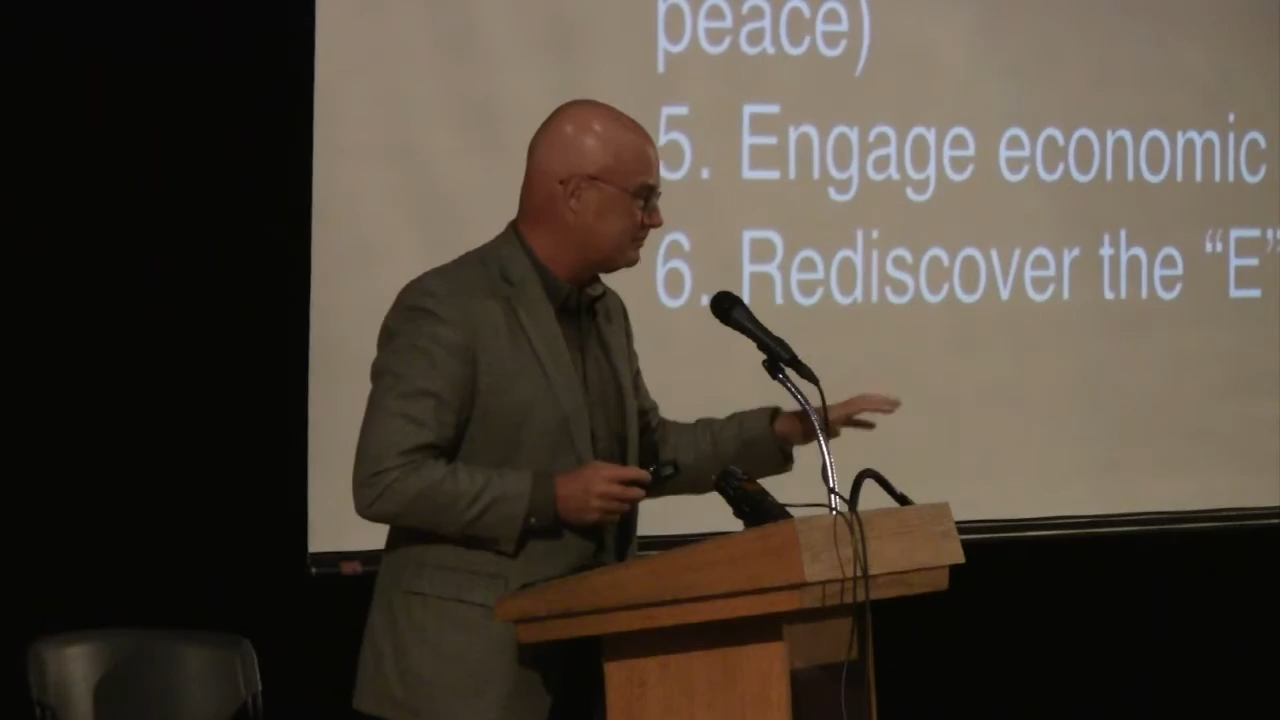 peace)
5. Engage economic
6. Rediscover the “E”